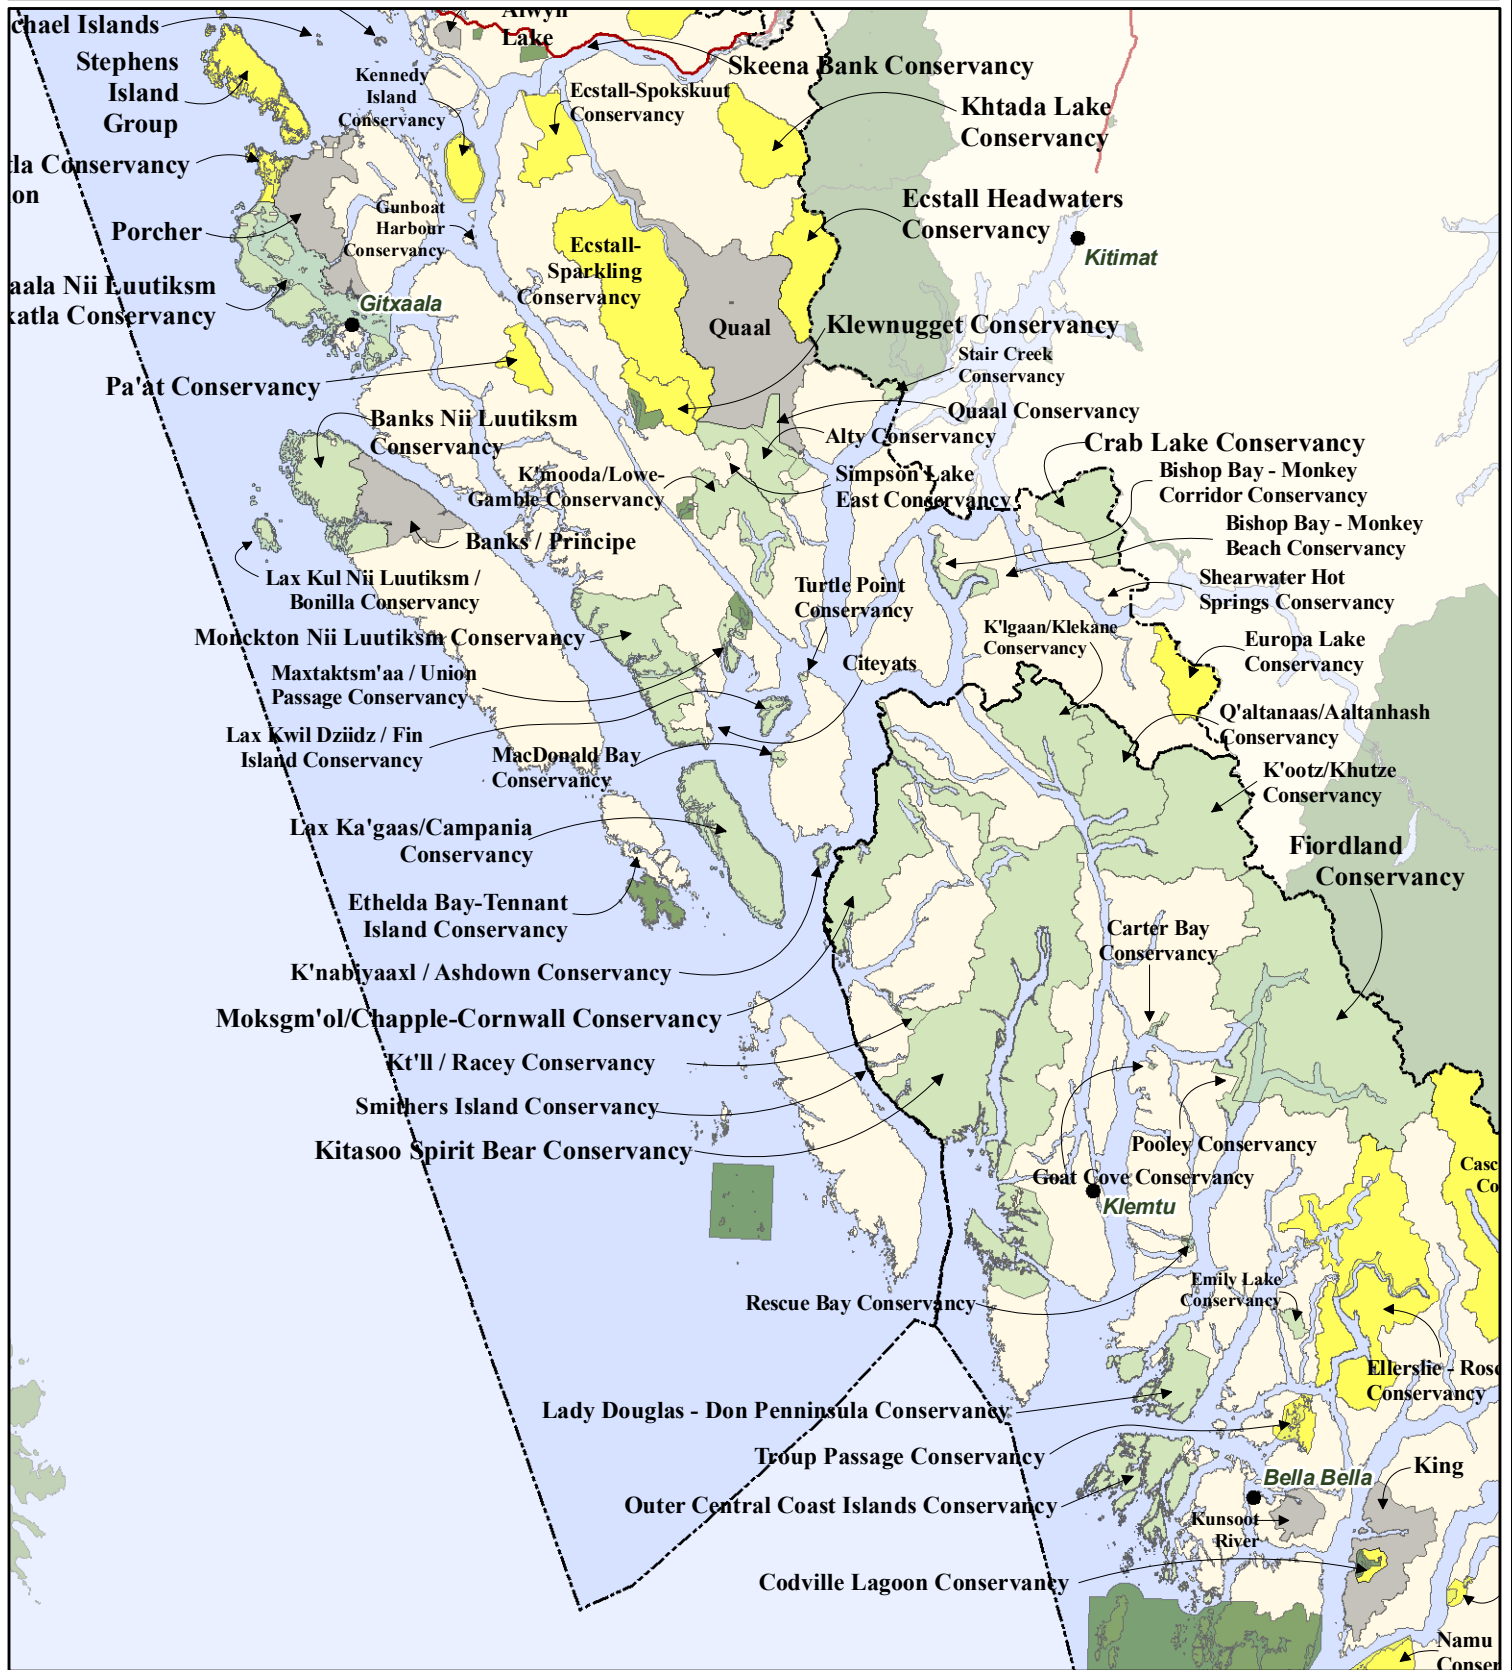 chael Islands
Alwyn
Lake
Stephens
Island
Group
Kennedy
Island
Conservancy
Skeena Bank Conservancy
Ecstall-Spokskuut
Conservancy
Khtada Lake
Conservancy
tla Conservancy
on
Ecstall Headwaters
Conservancy
Porcher
Gunboat
Harbour
Conservancy
Ecstall-
Sparkling
Conservancy
Kitimat
aala Nii Luutiksm
katla Conservancy
Gitxaala
Quaal
Klewnugget Conservancy
Stair Creek
Conservancy
Pa'at Conservancy
Banks Nii Luutiksm
Conservancy
Quaal Conservancy
Alty Conservancy
Crab Lake Conservancy
K'mooda/Lowe-
Gamble Conservancy
Simpson Lake
East Conservancy
Bishop Bay - Monkey
Corridor Conservancy
Bishop Bay - Monkey
Beach Conservancy
Banks / Principe
Lax Kul Nii Luutiksm /
Bonilla Conservancy
Turtle Point
Conservancy
Shearwater Hot
Springs Conservancy
Monckton Nii Luutiksm Conservancy
K'lgaan/Klekane
Conservancy
Europa Lake
Conservancy
Maxtaktsm'aa / Union
Passage Conservancy
Citeyats
Lax Kwil Dziidz / Fin
Island Conservancy
MacDonald Bay
Conservancy
Q'altanaas/Aaltanhash
Conservancy
K'ootz/Khutze
Conservancy
Lax Ka'gaas/Campania
Conservancy
Fiordland
Conservancy
Ethelda Bay-Tennant
Island Conservancy
Carter Bay
Conservancy
K'nabiyaaxl / Ashdown Conservancy
Moksgm'ol/Chapple-Cornwall Conservancy
Kt'll / Racey Conservancy
Smithers Island Conservancy
Kitasoo Spirit Bear Conservancy
Pooley Conservancy
Goat Cove Conservancy
Casc
Co
Klemtu
Rescue Bay Conservancy
Emily Lake
Conservancy
Ellerslie - Rosc
Conservancy
Lady Douglas - Don Penninsula Conservancy
Troup Passage Conservancy
King
Bella Bella
Outer Central Coast Islands Conservancy
Kunsoot
River
Codville Lagoon Conservancy
Namu
Conser